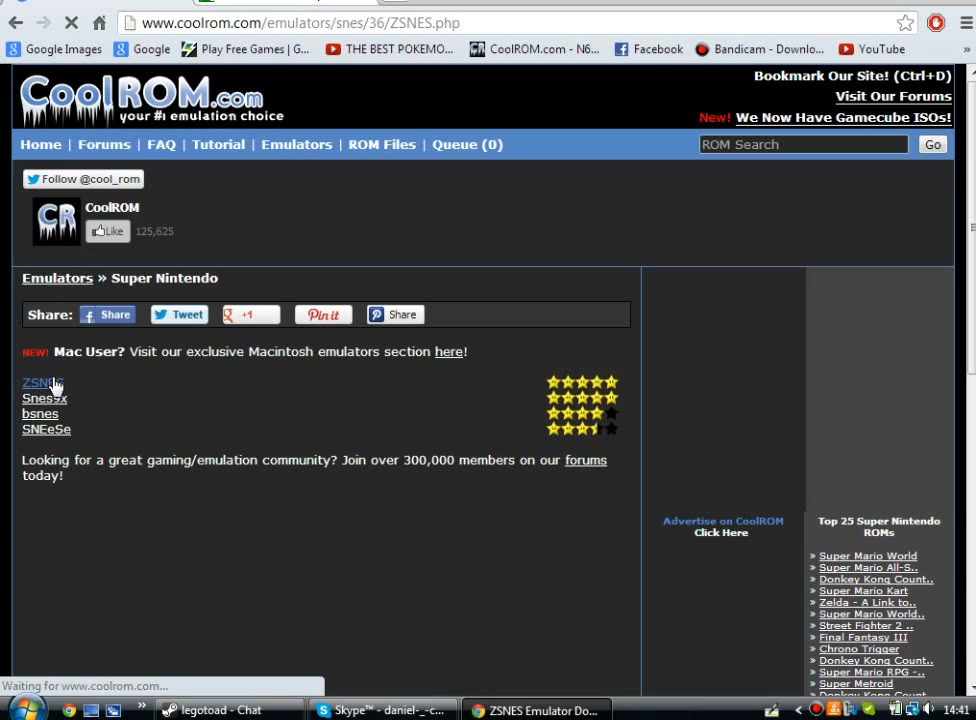 www.coolrom.com/emulators/snes/36/ZSNES.php
Google Images Google Play Free Games | G... THE BEST POKEMO... CoolROM.com - N6... Facebook Bandicam - Downlo... YouTube »
CoolROM.com
your #1 emulation choice
Bookmark Our Site! (Ctrl+D)
Visit Our Forums
New! We Now Have Gamecube ISOs!
Home | Forums | FAQ | Tutorial | Emulators | ROM Files | Queue (0)
ROM Search Go
Follow @cool_rom
CR CoolROM
Like 125,625
Emulators » Super Nintendo
Share: Share Tweet +1 Pin it Share
NEW! Mac User? Visit our exclusive Macintosh emulators section here!
ZSNES
Snes9x
bsnes
SNEeSe
Looking for a great gaming/emulation community? Join over 300,000 members on our forums
today!
Advertise on CoolROM
Click Here
Top 25 Super Nintendo
ROMs
» Super Mario World
» Super Mario All-S..
» Donkey Kong Count..
» Super Mario Kart
» Zelda - A Link to..
» Super Mario World..
» Street Fighter 2 ..
» Final Fantasy III
» Chrono Trigger
» Donkey Kong Count..
» Super Mario RPG -..
» Super Metroid
» Donkey Kong Count..
Waiting for www.coolrom.com...
» legotoad - Chat Skype™ - daniel-_-c... ZSNES Emulator Do... 14:41